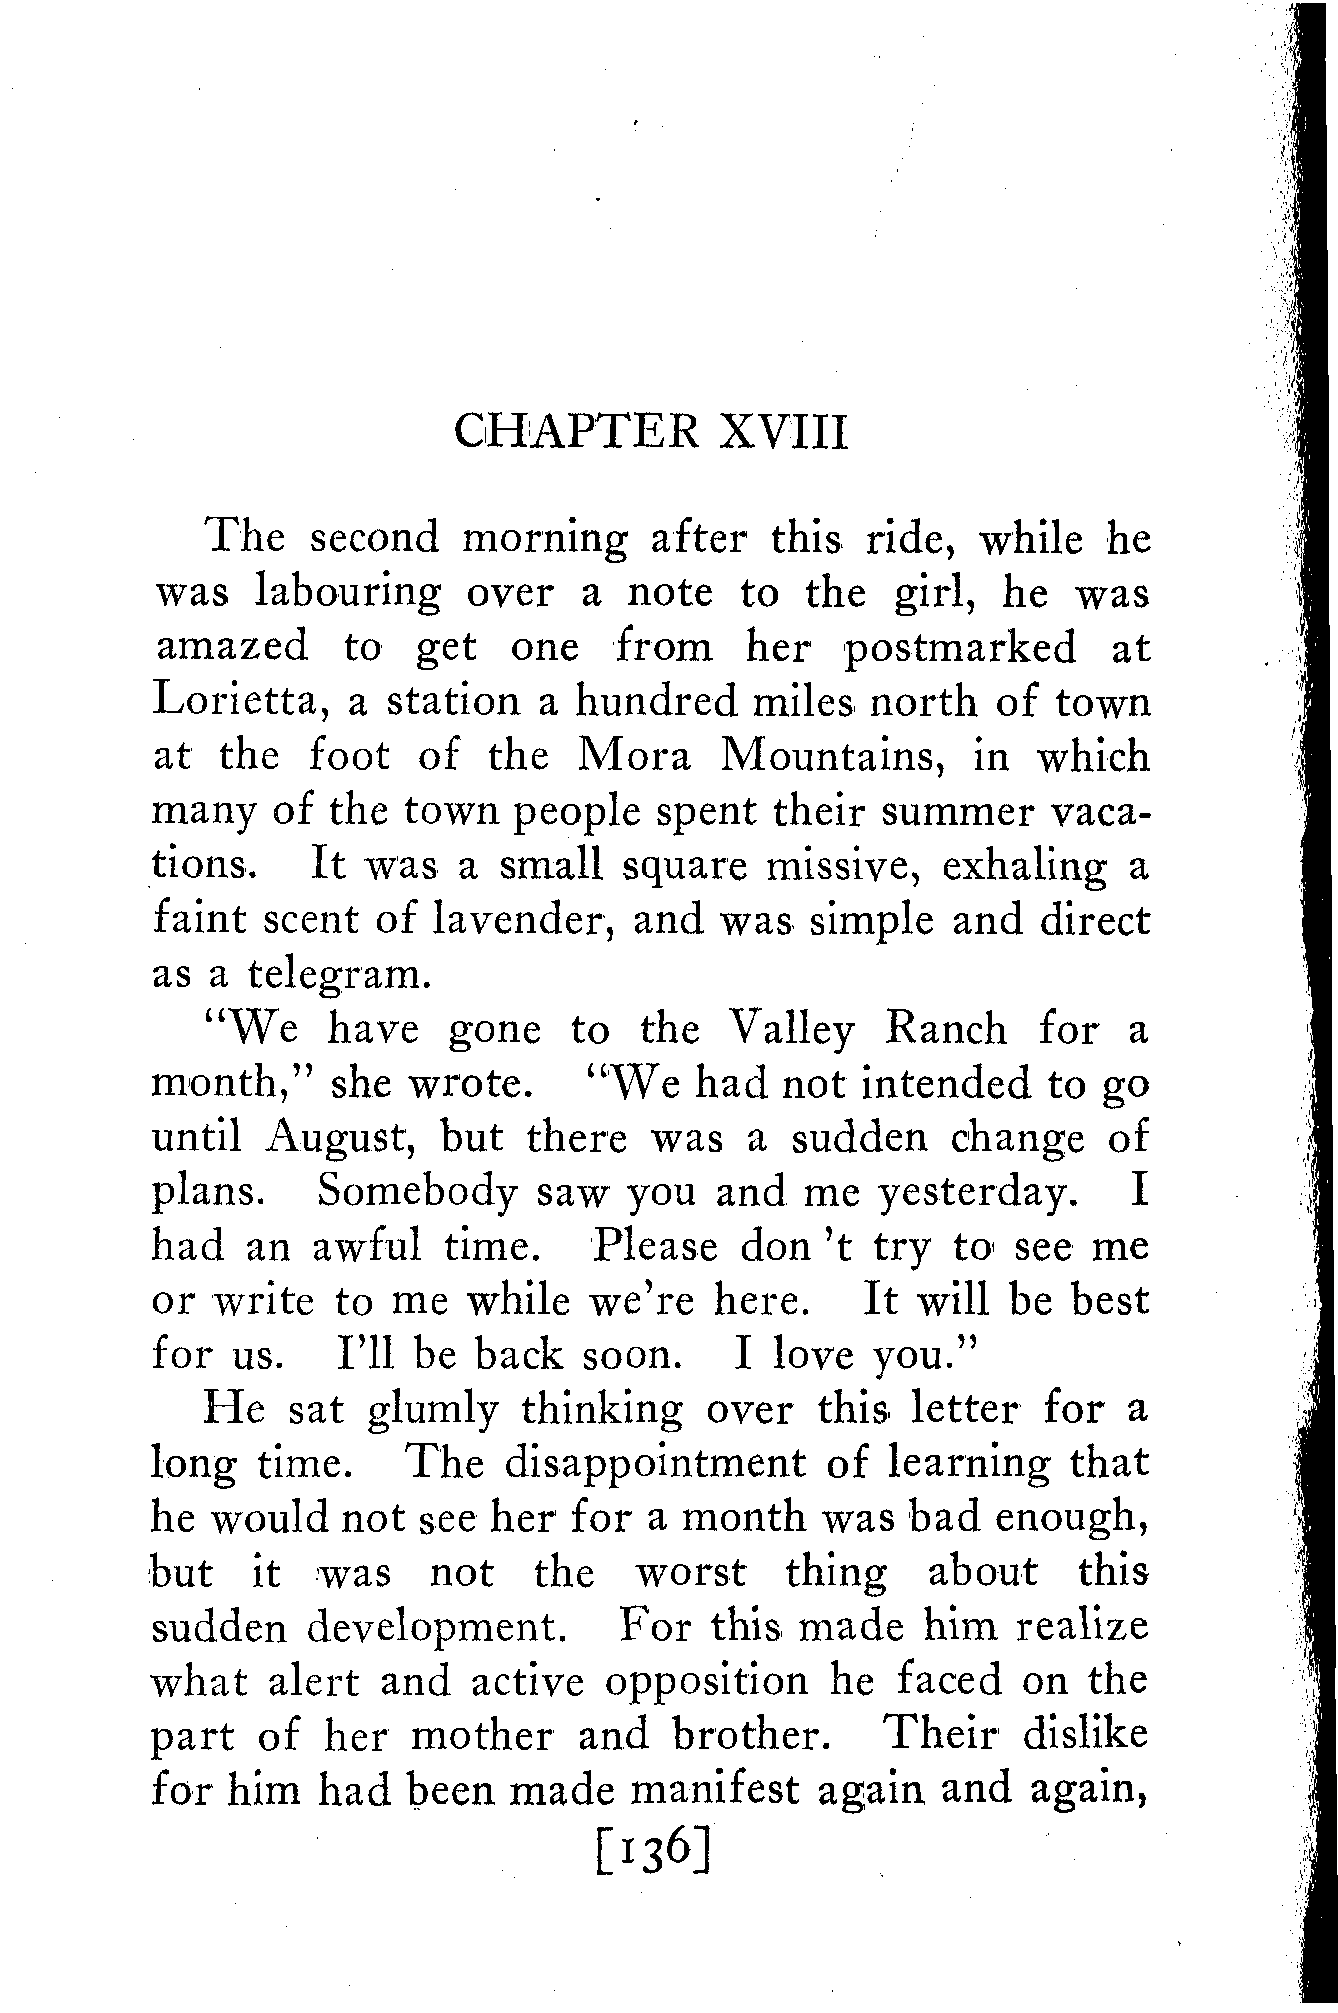 CHAPTER XVIII
The second morning after this ride, while he
was labouring over a note to the girl, he was
amazed to get one from her postmarked at
Lorietta, a station a hundred miles north of town
at the foot of the Mora Mountains, in which
many of the town people spent their summer vaca-
tions. It was a small square missive, exhaling a
faint scent of lavender, and was simple and direct
as a telegram.
“We have gone to the Valley Ranch for a
month,” she wrote. “We had not intended to go
until August, but there was a sudden change of
plans. Somebody saw you and me yesterday. I
had an awful time. Please don 't try to see me
or write to me while we're here. It will be best
for us. I'll be back soon. I love you.”
He sat glumly thinking over this letter for a
long time. The disappointment of learning that
he would not see her for a month was bad enough,
but it was not the worst thing about this
sudden development. For this made him realize
what alert and active opposition he faced on the
part of her mother and brother. Their dislike
for him had been made manifest again and again,
[136]